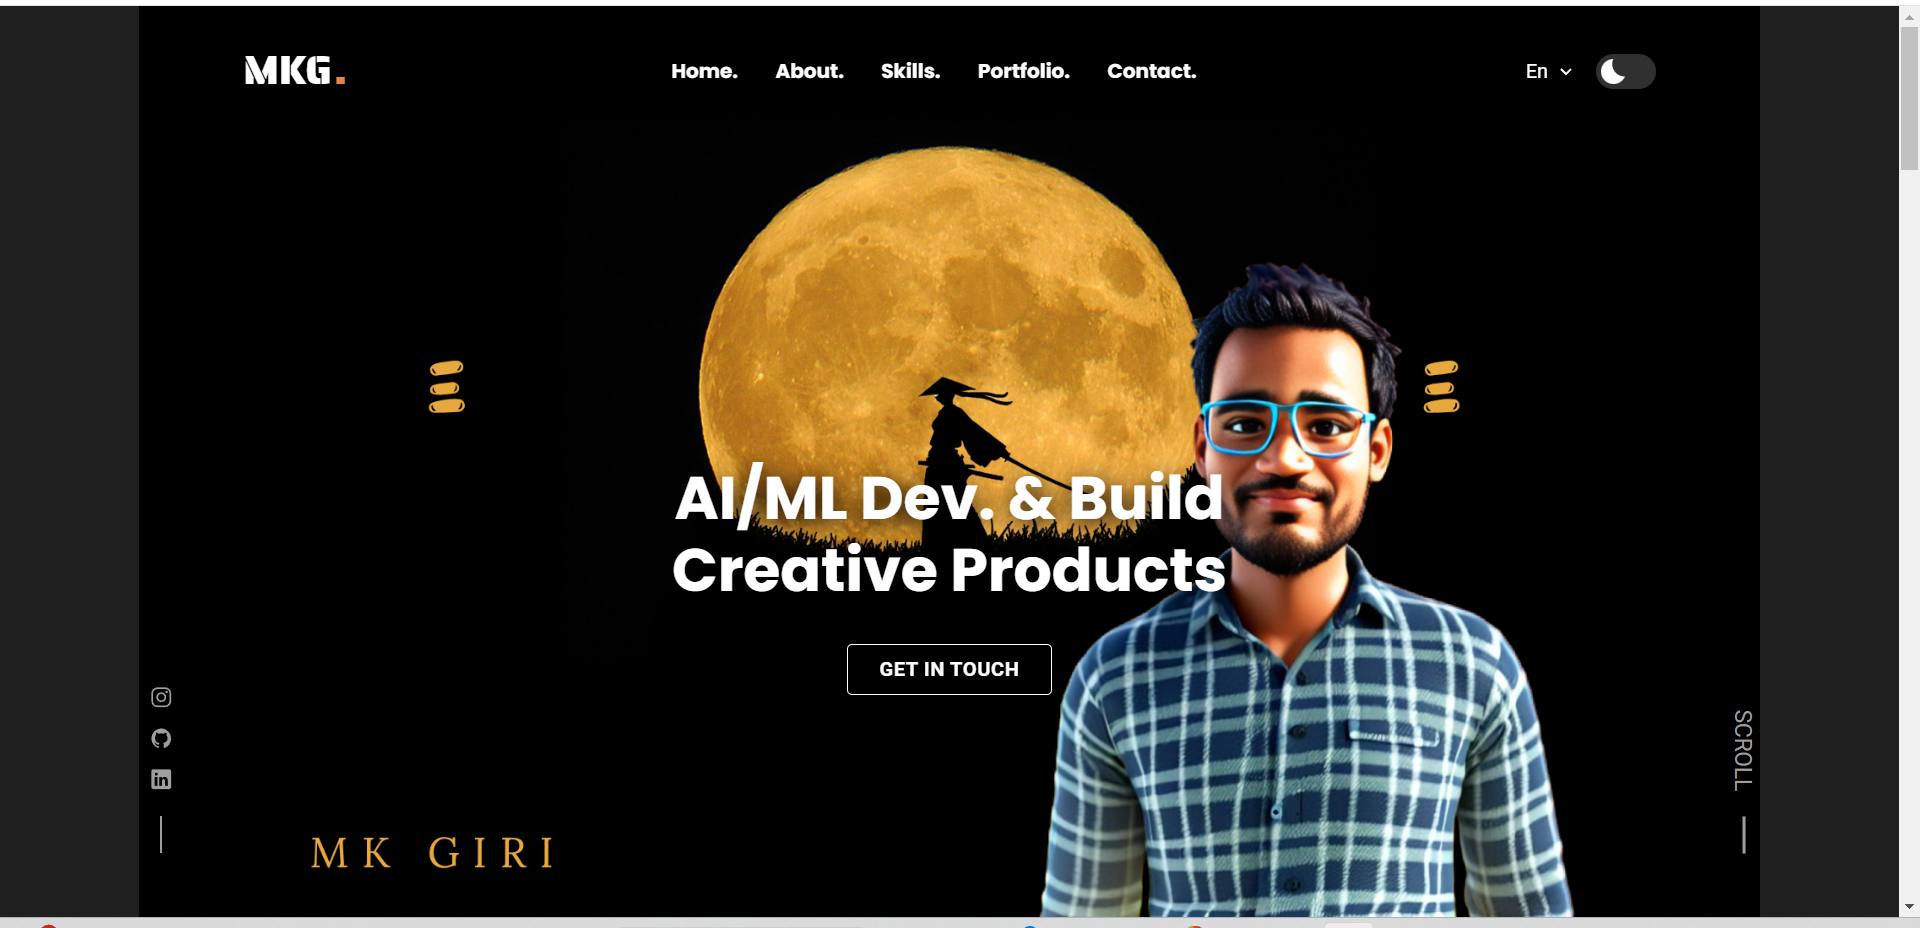 MKG.
Home. About. Skills. Portfolio. Contact.
En
AI/ML Dev. & Build
Creative Products
GET IN TOUCH
SCROLL
MK GIRI